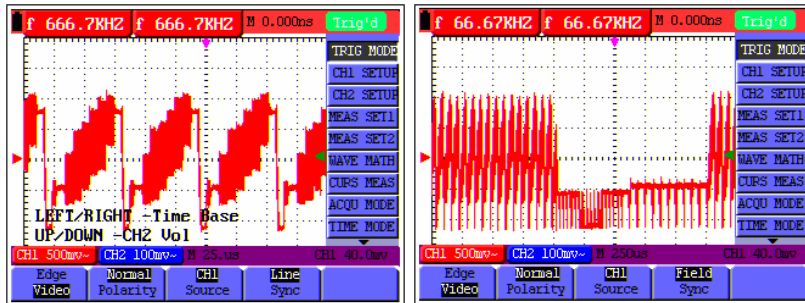 f 666.7KHZ f 666.7KHZ M 0.000ns Trig'd
TRIG MODE
CH1 SETUP
CH2 SETUP
MEAS SET1
MEAS SET2
WAVE MATH
CURS MEAS
ACQU MODE
TIME MODE
LEFT/RIGHT -Time Base
UP/DOWN -CH2 Vol
CH1 500mv~ CH2 100mv~ M 25.us CH1 40.0mv
Edge Normal CH1 Line
Video Polarity Source Sync
f 66.67KHZ f 66.67KHZ M 0.000ns Trig'd
TRIG MODE
CH1 SETUP
CH2 SETUP
MEAS SET1
MEAS SET2
WAVE MATH
CURS MEAS
ACQU MODE
TIME MODE
CH1 500mv~ CH2 100mv~ M 250us CH1 40.0mv
Edge Normal CH1 Field
Video Polarity Source Sync